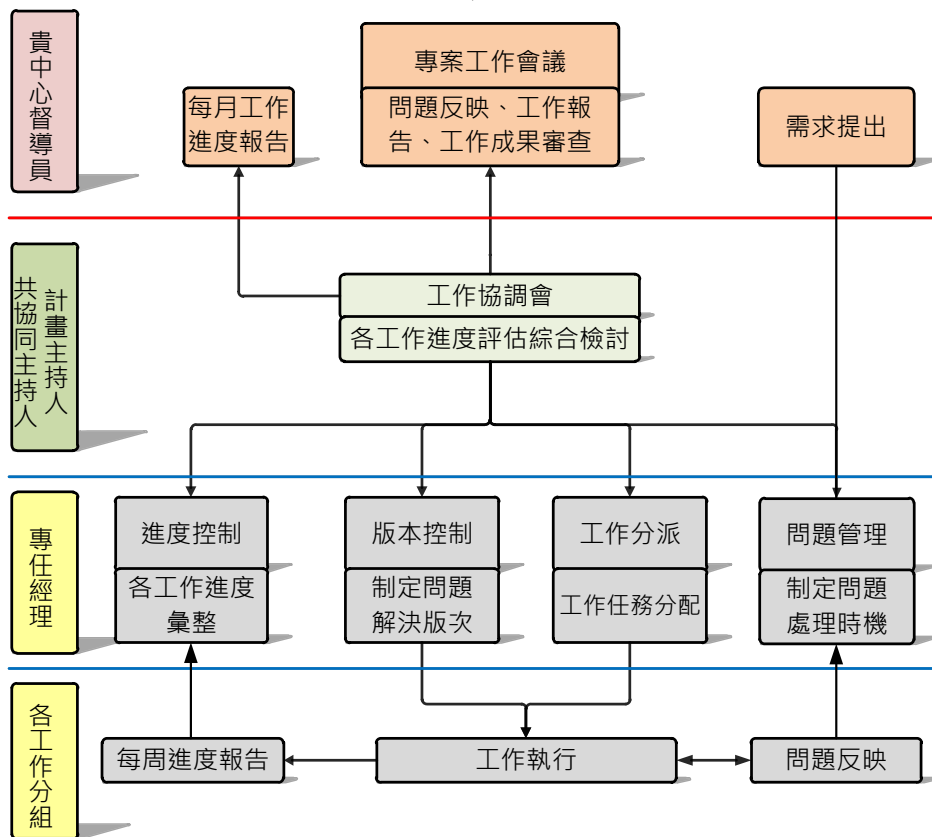 貴中心督導員
每月工作
進度報告
專案工作會議
問題反映、工作報
告、工作成果審查
需求提出
計畫主持人
共協同主持人
工作協調會
各工作進度評估綜合檢討
專任經理
進度控制
各工作進度
彙整
版本控制
制定問題
解決版次
工作分派
工作任務分配
問題管理
制定問題
處理時機
各工作分組
每周進度報告
工作執行
問題反映